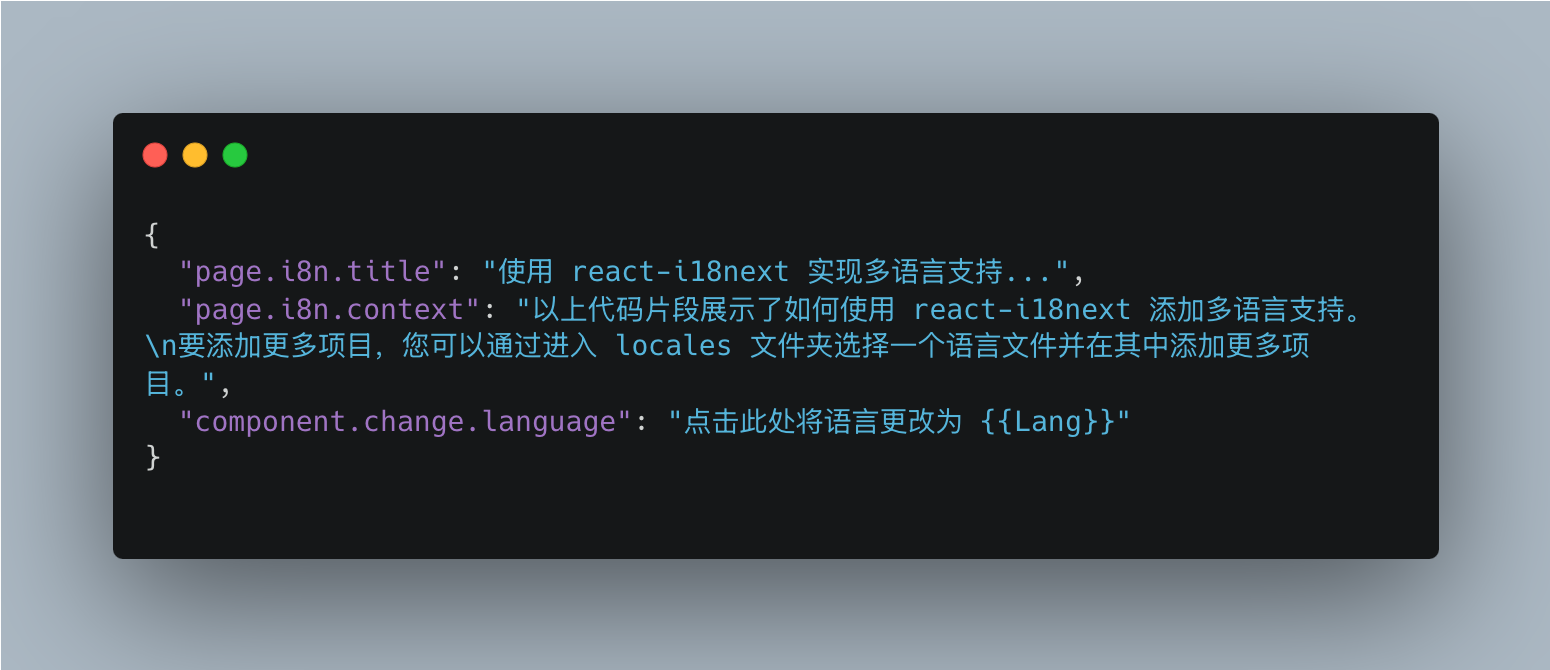 {
  "page.i8n.title": "使用 react-i18next 实现多语言支持...",
  "page.i8n.context": "以上代码片段展示了如何使用 react-i18next 添加多语言支持。
\n要添加更多项目，您可以通过进入 locales 文件夹选择一个语言文件并在其中添加更多项
目。",
  "component.change.language": "点击此处将语言更改为 {{Lang}}"
}